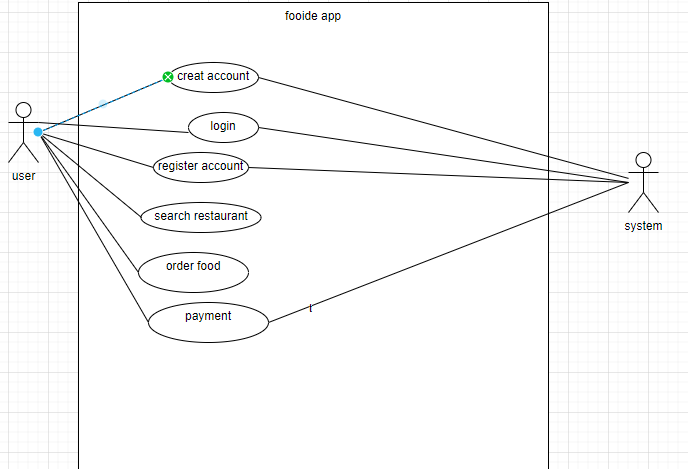 fooide app
creat account
login
register account
user
search restaurant
system
order food
t
payment